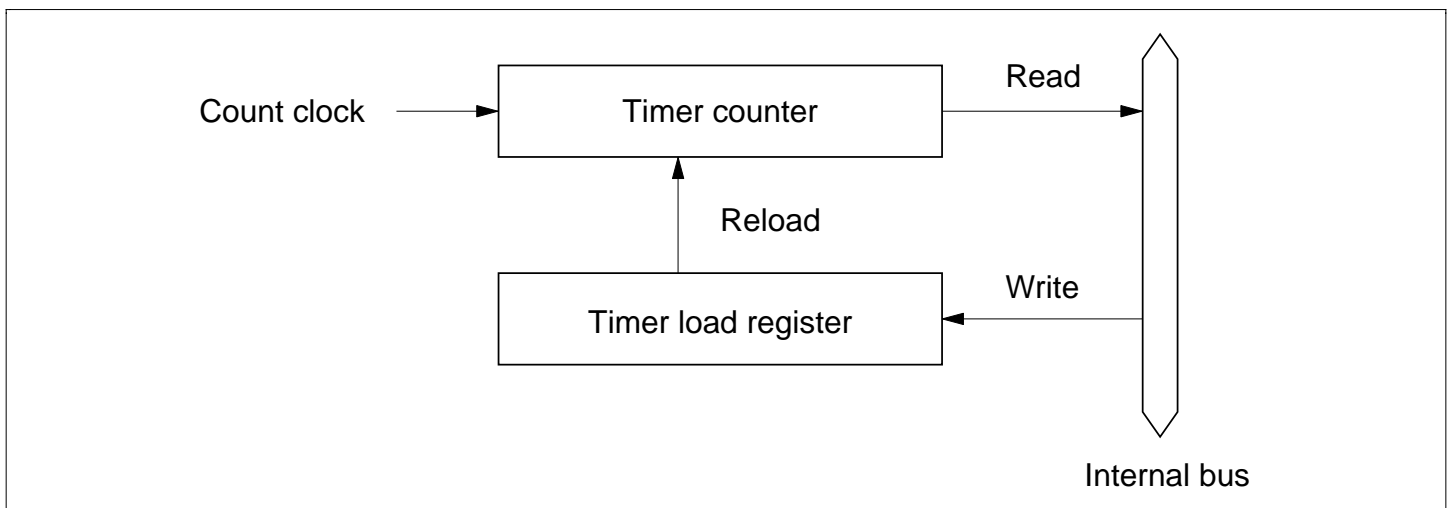 Read
Count clock
Timer counter
Reload
Write
Timer load register
Internal bus